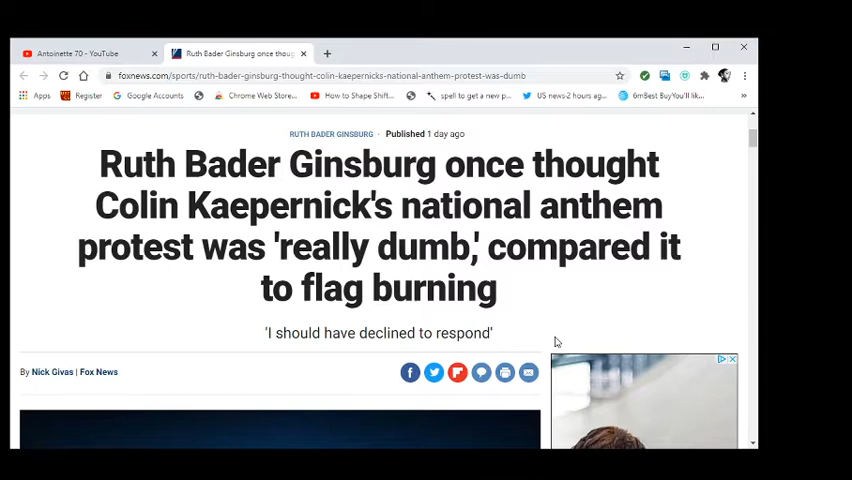 Antoinette 70 - YouTube
Ruth Bader Ginsburg once thoug
foxnews.com/sports/ruth-bader-ginsburg-thought-colin-kaepernicks-national-anthem-protest-was-dumb
Apps Register Google Accounts Chrome Web Store... How to Shape Shift... spell to get a new p... US news-2 hours ag... 6mBest BuyYou'll lik... »
RUTH BADER GINSBURG · Published 1 day ago
Ruth Bader Ginsburg once thought
Colin Kaepernick's national anthem
protest was 'really dumb,' compared it
to flag burning
'I should have declined to respond'
By Nick Givas | Fox News